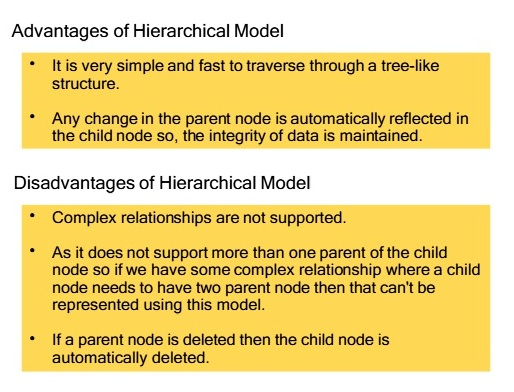 Advantages of Hierarchical Model
• It is very simple and fast to traverse through a tree-like
structure.
• Any change in the parent node is automatically reflected in
the child node so, the integrity of data is maintained.
Disadvantages of Hierarchical Model
• Complex relationships are not supported.
• As it does not support more than one parent of the child
node so if we have some complex relationship where a child
node needs to have two parent node then that can't be
represented using this model.
• If a parent node is deleted then the child node is
automatically deleted.